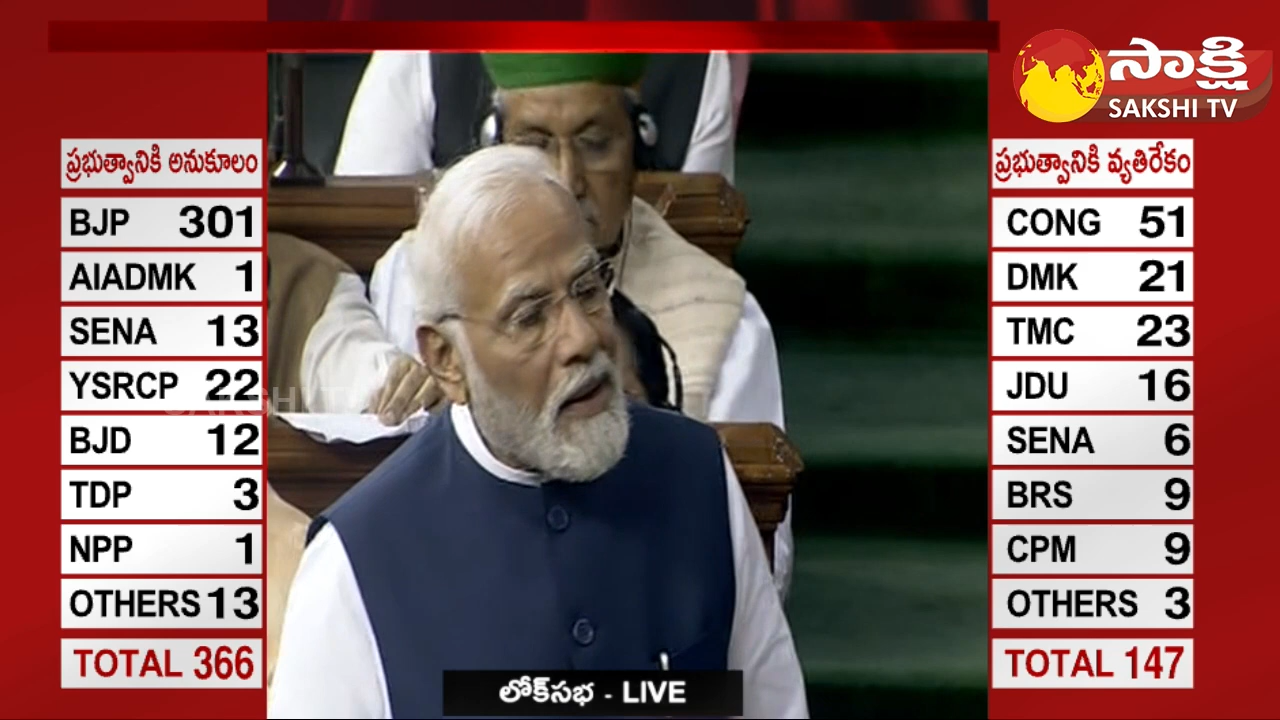 సాక్షి
SAKSHI TV
ప్రభుత్వానికి అనుకూలం
BJP 301
AIADMK 1
SENA 13
YSRCP 22
BJD 12
TDP 3
NPP 1
OTHERS 13
TOTAL 366
ప్రభుత్వానికి వ్యతిరేకం
CONG 51
DMK 21
TMC 23
JDU 16
SENA 6
BRS 9
CPM 9
OTHERS 3
TOTAL 147
SAKSHI TV
లోక్‌సభ - LIVE